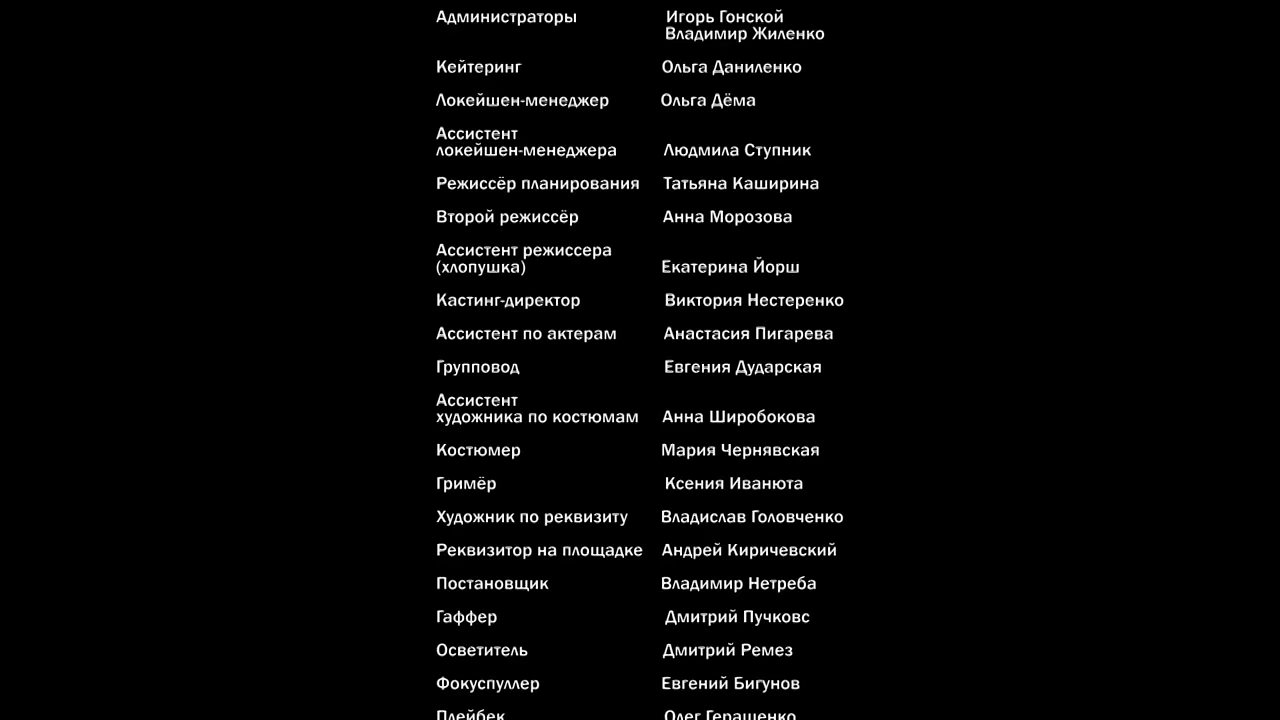 Администраторы Игорь Гонской
Владимир Жиленко
Кейтеринг Ольга Даниленко
Локейшен-менеджер Ольга Дёма
Ассистент
локейшен-менеджера Людмила Ступник
Режиссёр планирования Татьяна Каширина
Второй режиссёр Анна Морозова
Ассистент режиссера
(хлопушка) Екатерина Йорш
Кастинг-директор Виктория Нестеренко
Ассистент по актерам Анастасия Пигарева
Групповод Евгения Дударская
Ассистент
художника по костюмам Анна Широбокова
Костюмер Мария Чернявская
Гримёр Ксения Иванюта
Художник по реквизиту Владислав Головченко
Реквизитор на площадке Андрей Киричевский
Постановщик Владимир Нетреба
Гаффер Дмитрий Пучковс
Осветитель Дмитрий Ремез
Фокуспуллер Евгений Бигунов
Плейбек Олег Геращенко